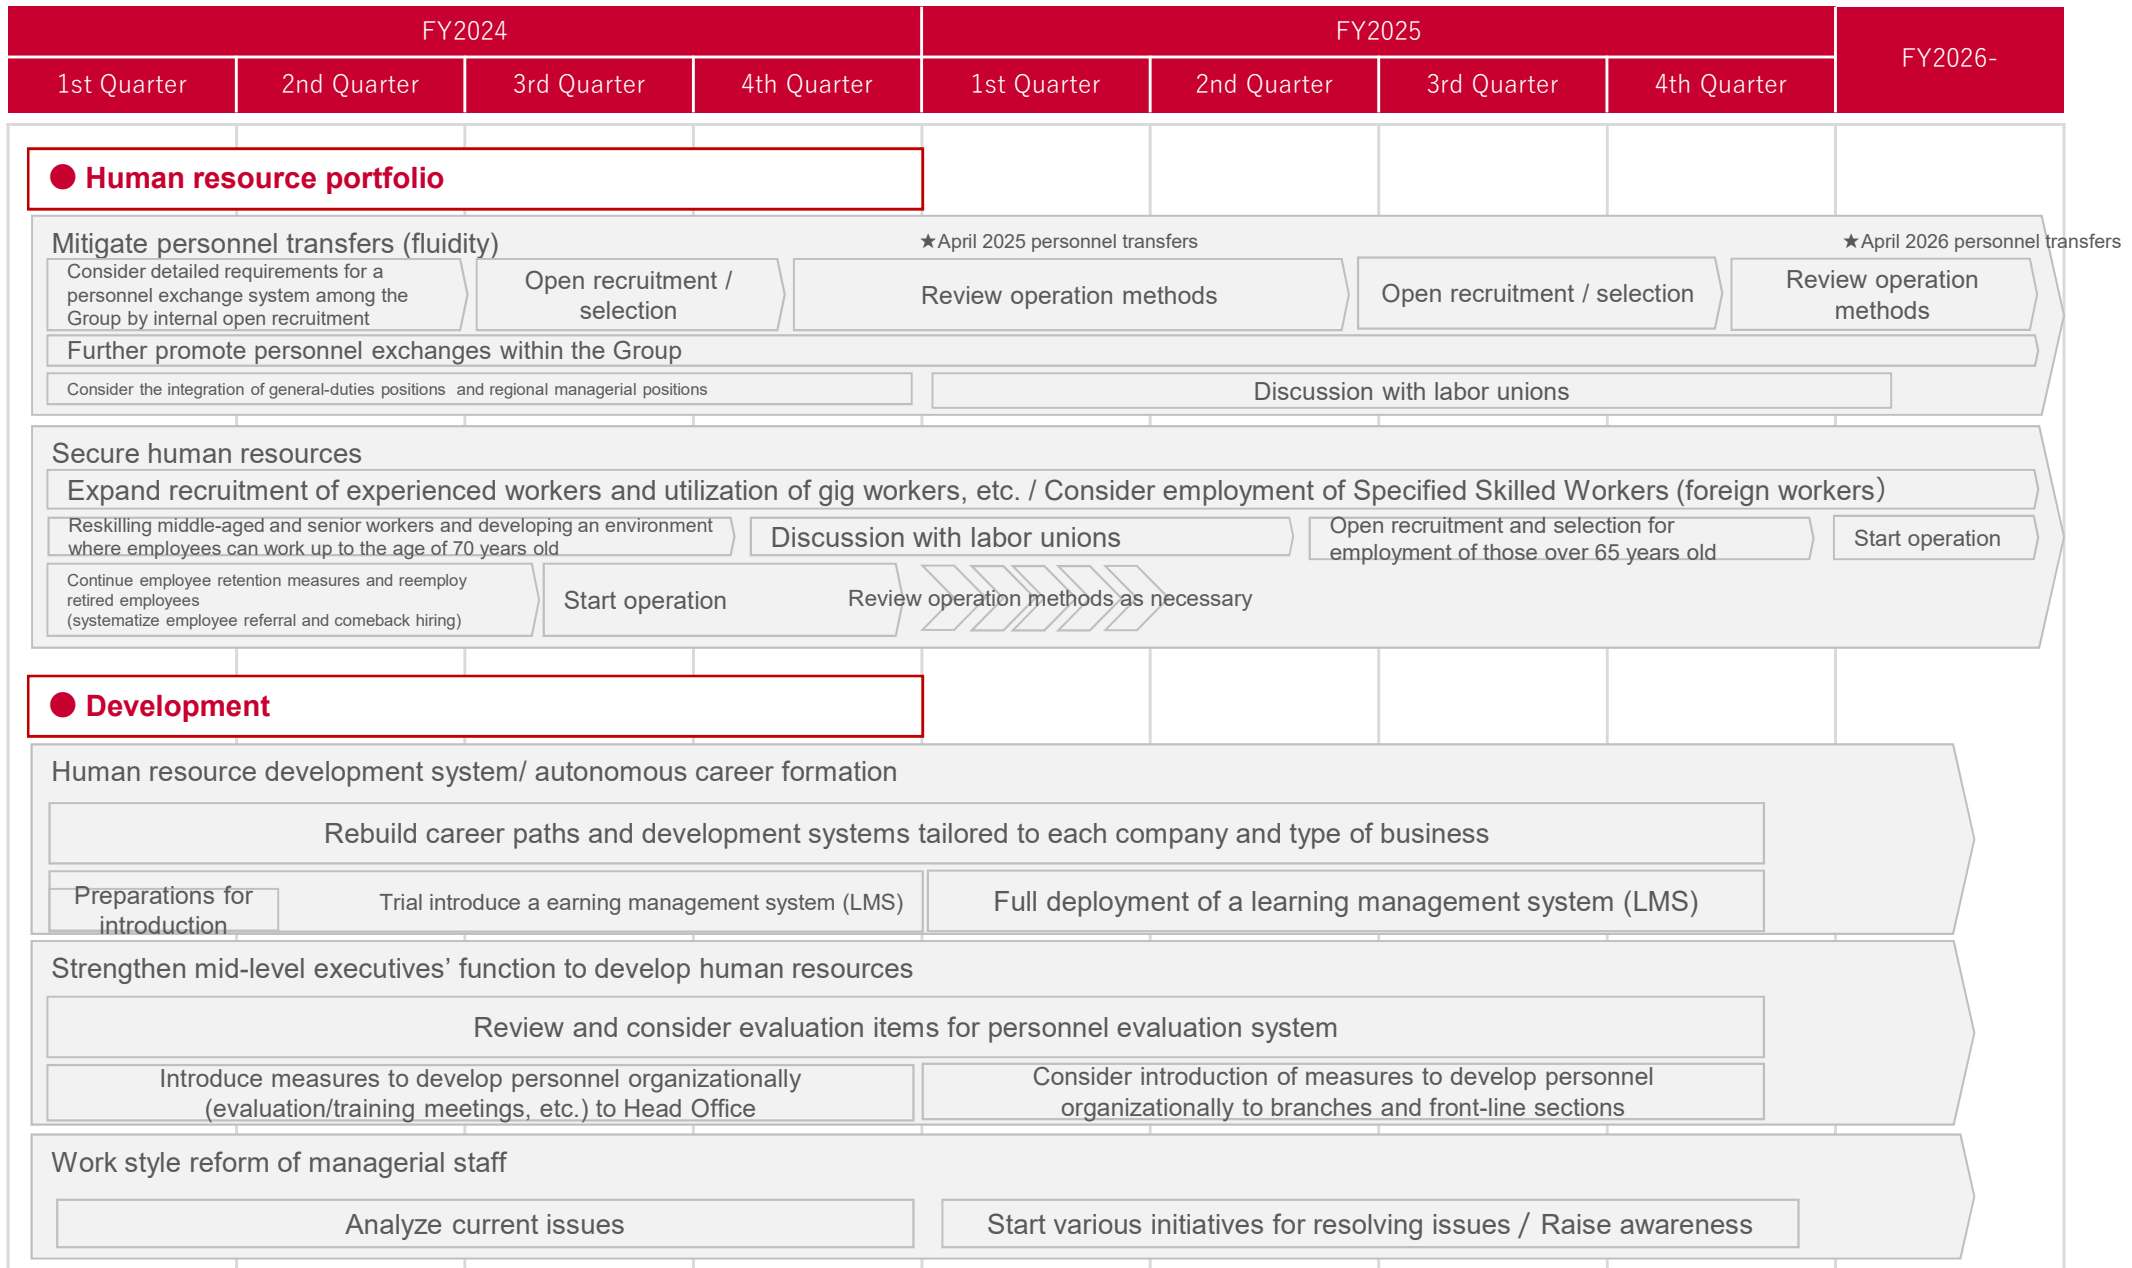 FY2024
FY2025
FY2026-
1st Quarter
2nd Quarter
3rd Quarter
4th Quarter
1st Quarter
2nd Quarter
3rd Quarter
4th Quarter
● Human resource portfolio
Mitigate personnel transfers (fluidity)
★April 2025 personnel transfers
★April 2026 personnel transfers
Consider detailed requirements for a
personnel exchange system among the
Group by internal open recruitment
Open recruitment /
selection
Review operation methods
Open recruitment / selection
Review operation
methods
Further promote personnel exchanges within the Group
Consider the integration of general-duties positions and regional managerial positions
Discussion with labor unions
Secure human resources
Expand recruitment of experienced workers and utilization of gig workers, etc. / Consider employment of Specified Skilled Workers (foreign workers）
Reskilling middle-aged and senior workers and developing an environment
where employees can work up to the age of 70 years old
Discussion with labor unions
Open recruitment and selection for
employment of those over 65 years old
Start operation
Continue employee retention measures and reemploy
retired employees
(systematize employee referral and comeback hiring)
Start operation
Review operation methods as necessary
● Development
Human resource development system/ autonomous career formation
Rebuild career paths and development systems tailored to each company and type of business
Preparations for
introduction
Trial introduce a earning management system (LMS)
Full deployment of a learning management system (LMS)
Strengthen mid-level executives’ function to develop human resources
Review and consider evaluation items for personnel evaluation system
Introduce measures to develop personnel organizationally
(evaluation/training meetings, etc.) to Head Office
Consider introduction of measures to develop personnel
organizationally to branches and front-line sections
Work style reform of managerial staff
Analyze current issues
Start various initiatives for resolving issues / Raise awareness